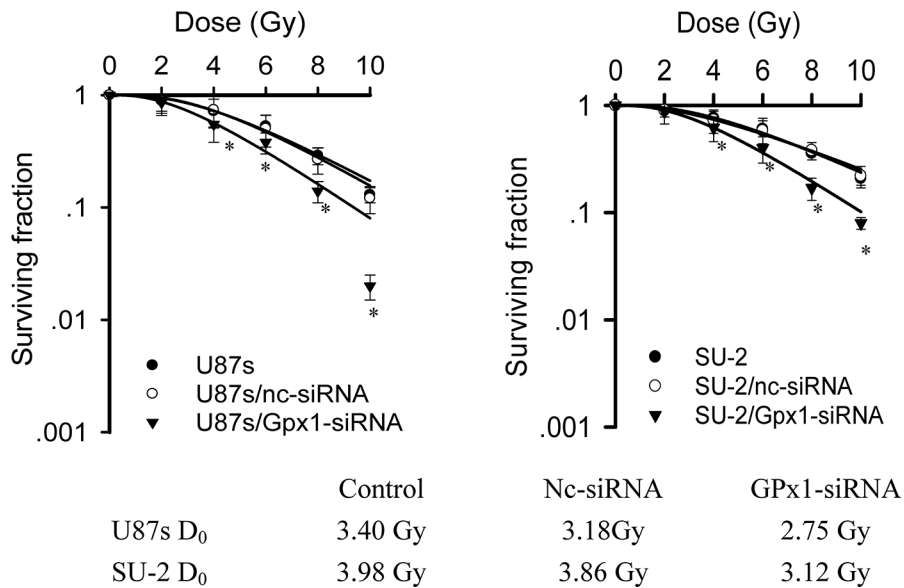 Dose (Gy)
0 2 4 6 8 10
1
.1
.01
.001
Surviving fraction
* * * *
U87s
U87s/nc-siRNA
U87s/Gpx1-siRNA
Dose (Gy)
0 2 4 6 8 10
1
.1
.01
.001
Surviving fraction
* * * *
SU-2
SU-2/nc-siRNA
SU-2/Gpx1-siRNA
Control Nc-siRNA GPx1-siRNA
U87s D₀ 3.40 Gy 3.18Gy 2.75 Gy
SU-2 D₀ 3.98 Gy 3.86 Gy 3.12 Gy